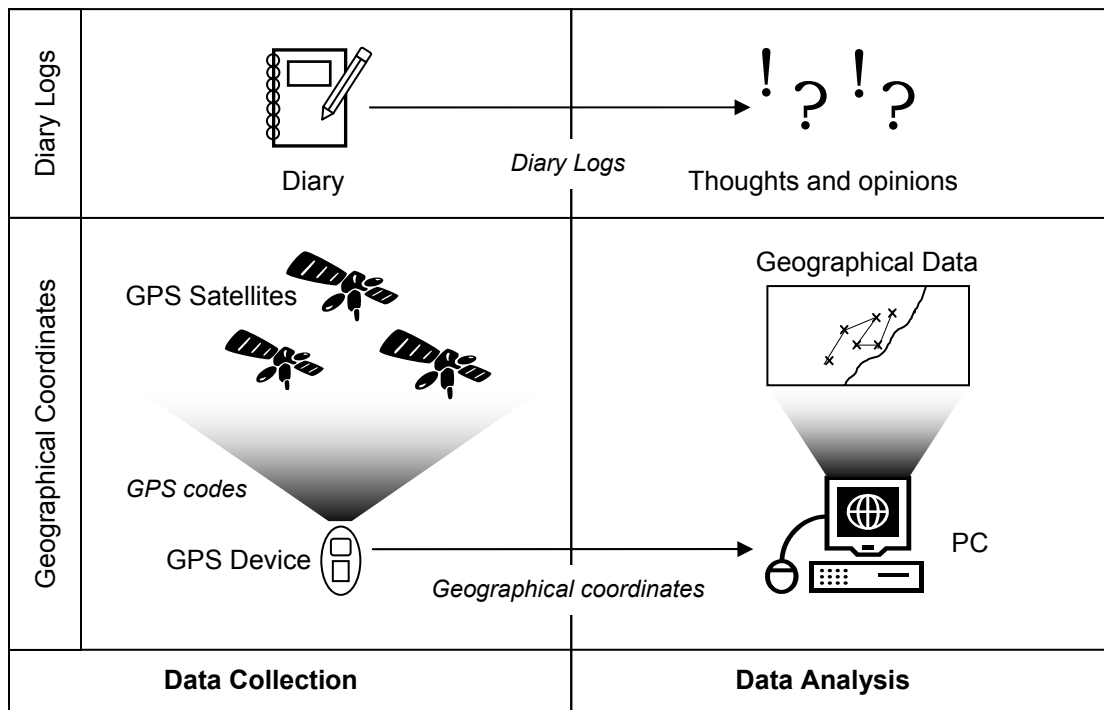 Diary Logs
Diary
Diary Logs
Thoughts and opinions
! ? ! ?
Geographical Coordinates
GPS Satellites
GPS codes
GPS Device
Geographical coordinates
Geographical Data
PC
Data Collection
Data Analysis